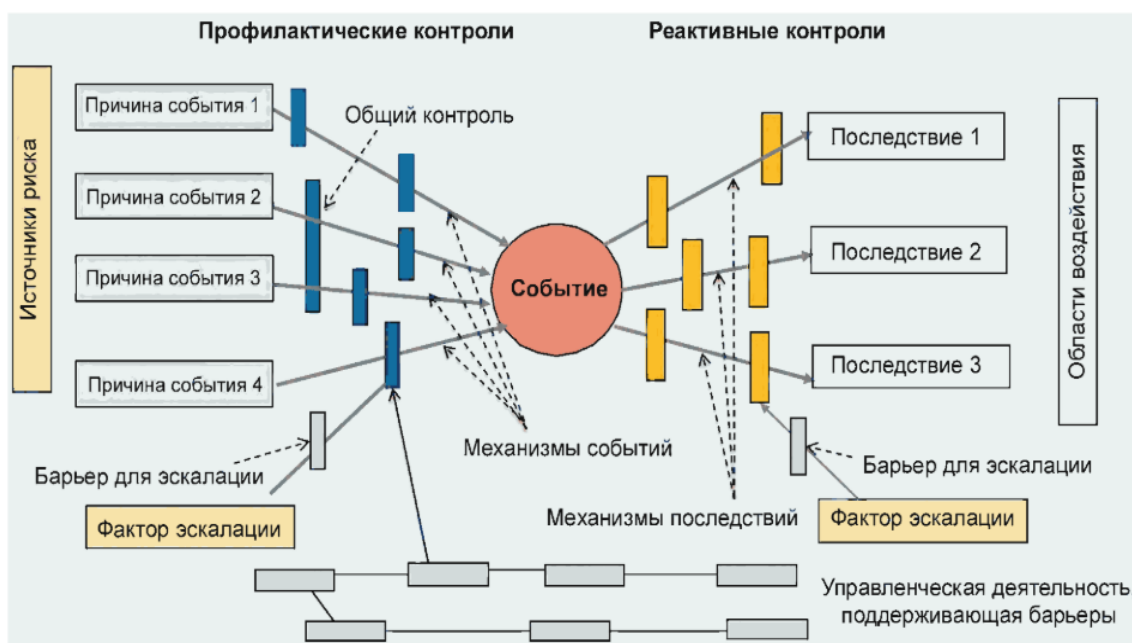 Профилактические контроли
Реактивные контроли
Источники риска
Причина события 1
Общий контроль
Последствие 1
Причина события 2
Последствие 2
Причина события 3
Событие
Последствие 3
Причина события 4
Области воздействия
Механизмы событий
Барьер для эскалации
Барьер для эскалации
Фактор эскалации
Механизмы последствий
Фактор эскалации
Управленческая деятельность,
поддерживающая барьеры